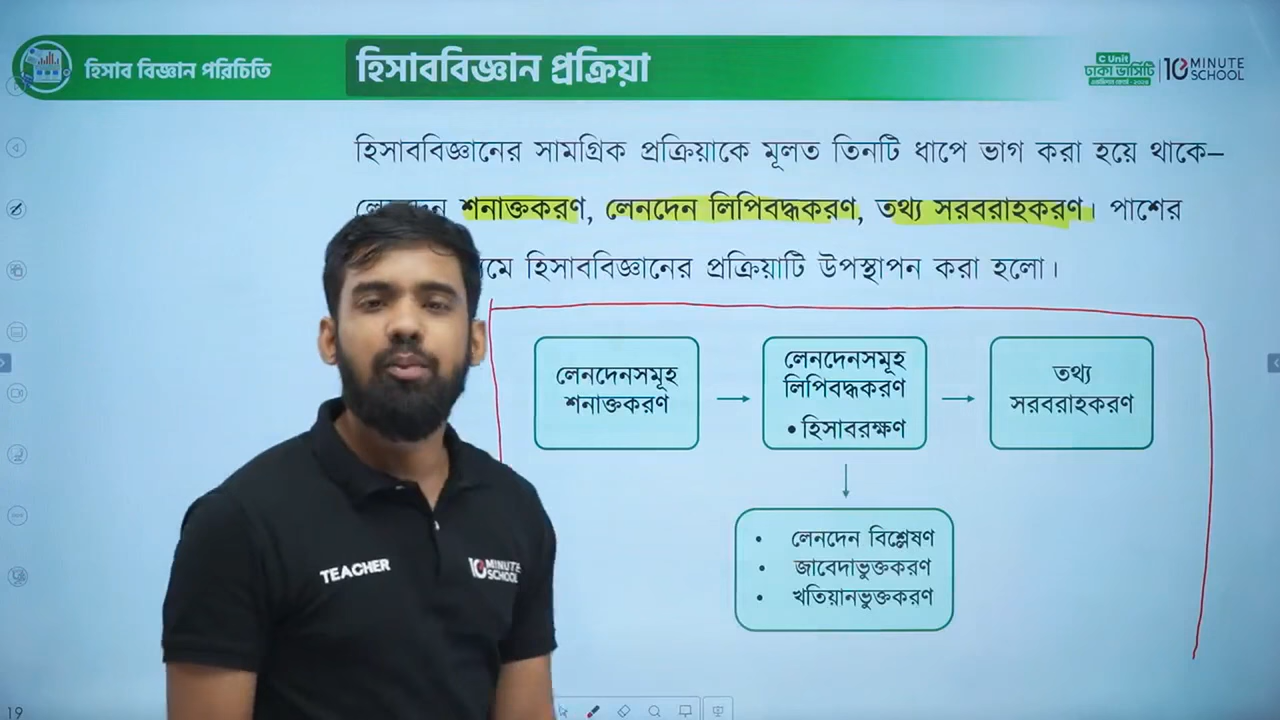 হিসাব বিজ্ঞান পরিচিতি
হিসাববিজ্ঞান প্রক্রিয়া
C Unit
ঢাকা ভার্সিটি
10 MINUTE SCHOOL
হিসাববিজ্ঞানের সামগ্রিক প্রক্রিয়াকে মূলত তিনটি ধাপে ভাগ করা হয়ে থাকে–
শনাক্তকরণ, লেনদেন লিপিবদ্ধকরণ, তথ্য সরবরাহকরণ। পাশের
হিসাববিজ্ঞানের প্রক্রিয়াটি উপস্থাপন করা হলো।
লেনদেনসমূহ
শনাক্তকরণ
লেনদেনসমূহ
লিপিবদ্ধকরণ
• হিসাবরক্ষণ
তথ্য
সরবরাহকরণ
• লেনদেন বিশ্লেষণ
• জাবেদাভুক্তকরণ
• খতিয়ানভুক্তকরণ
TEACHER
10 MINUTE SCHOOL
19